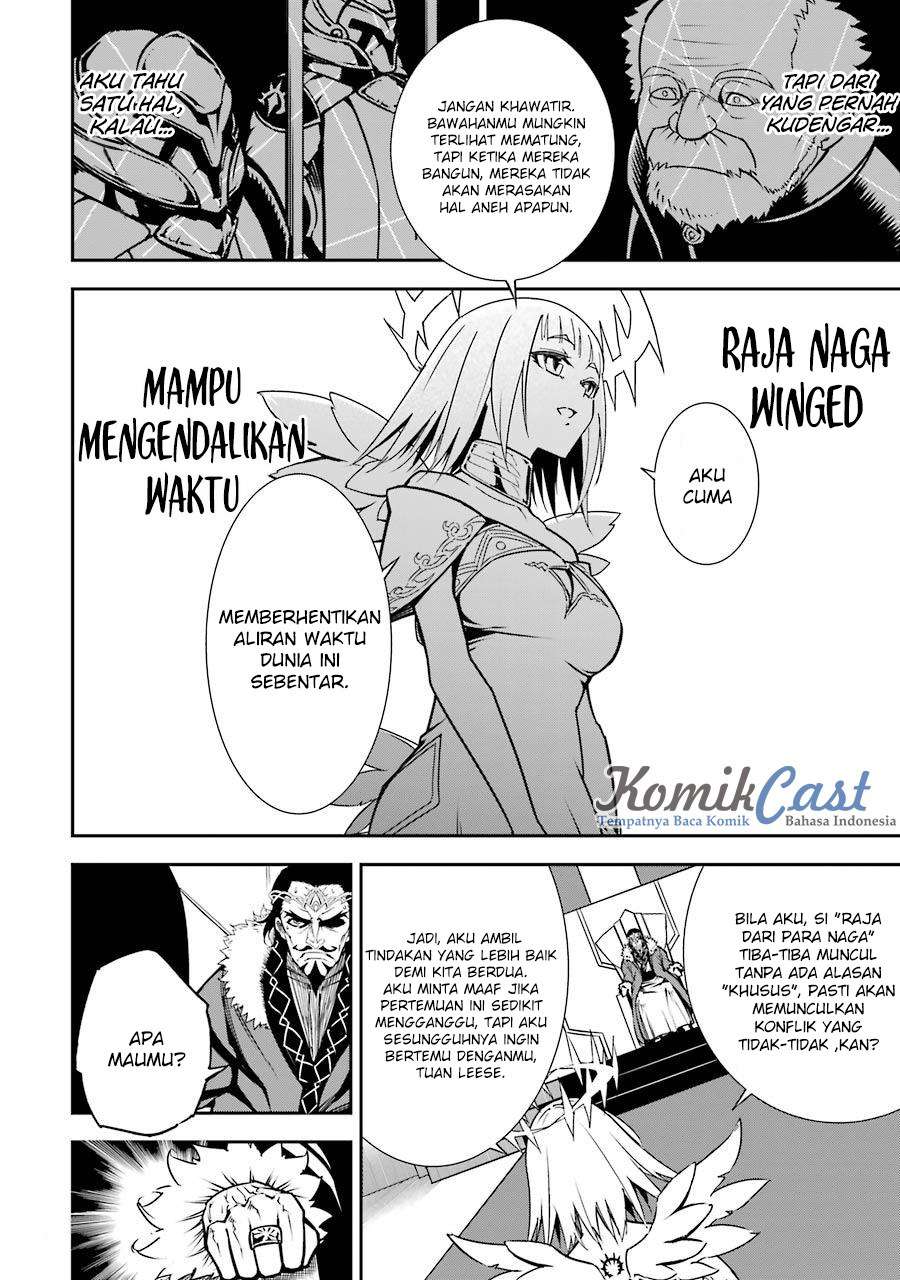 TAPI DARI
YANG PERNAH
KUDENGAR...
JANGAN KHAWATIR.
BAWAHANMU MUNGKIN
TERLIHAT MEMATUNG,
TAPI KETIKA MEREKA
BANGUN, MEREKA TIDAK
AKAN MERASAKAN
HAL ANEH APAPUN.
AKU TAHU
SATU HAL,
KALAU...
RAJA NAGA
WINGED
AKU
CUMA
MAMPU
MENGENDALIKAN
WAKTU
MEMBERHENTIKAN
ALIRAN WAKTU
DUNIA INI
SEBENTAR.
KomikCast
Tempatnya Baca Komik Bahasa Indonesia
BILA AKU, SI "RAJA
DARI PARA NAGA"
TIBA-TIBA MUNCUL
TANPA ADA ALASAN
"KHUSUS", PASTI AKAN
MEMUNCULKAN
KONFLIK YANG
TIDAK-TIDAK ,KAN?
JADI, AKU AMBIL
TINDAKAN YANG LEBIH BAIK
DEMI KITA BERDUA.
AKU MINTA MAAF JIKA
PERTEMUAN INI SEDIKIT
MENGGANGGU, TAPI AKU
SESUNGGUHNYA INGIN
BERTEMU DENGANMU,
TUAN LEESE.
APA
MAUMU?